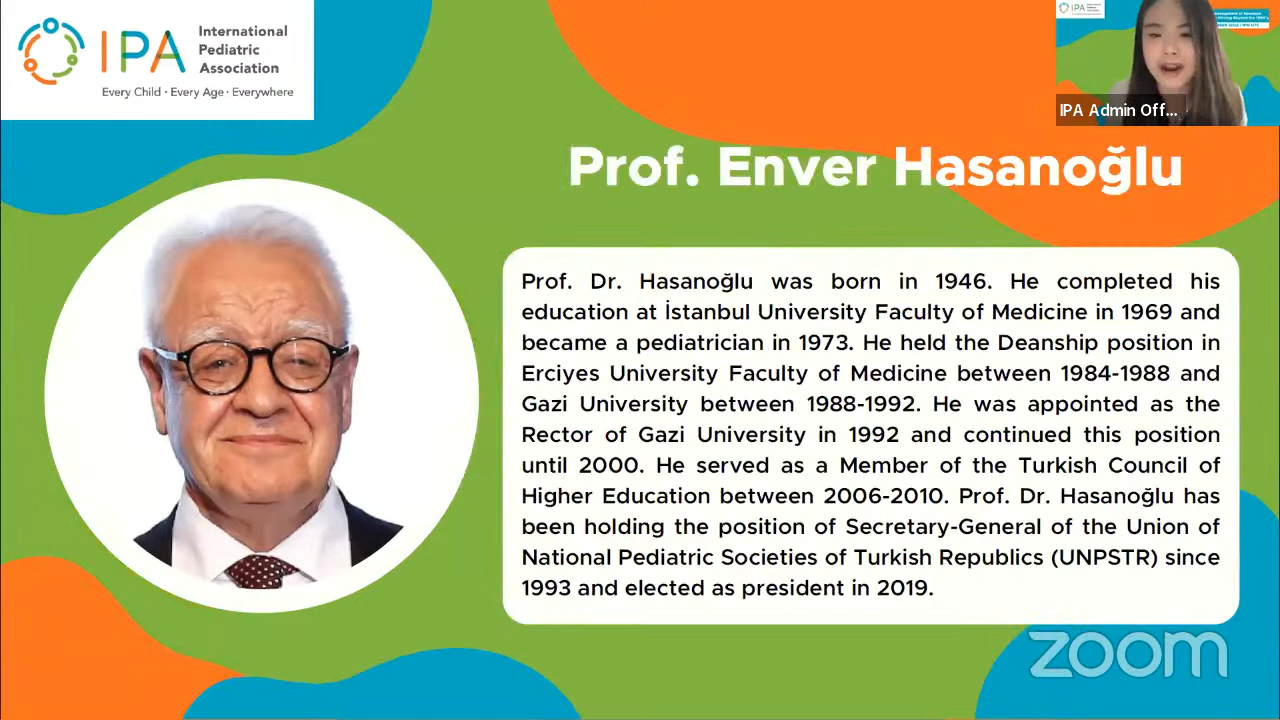 IPA
International
Pediatric
Association
Every Child · Every Age · Everywhere
IPA
IPA Admin Off...
Prof. Enver Hasanoğlu
Prof. Dr. Hasanoğlu was born in 1946. He completed his
education at İstanbul University Faculty of Medicine in 1969 and
became a pediatrician in 1973. He held the Deanship position in
Erciyes University Faculty of Medicine between 1984-1988 and
Gazi University between 1988-1992. He was appointed as the
Rector of Gazi University in 1992 and continued this position
until 2000. He served as a Member of the Turkish Council of
Higher Education between 2006-2010. Prof. Dr. Hasanoğlu has
been holding the position of Secretary-General of the Union of
National Pediatric Societies of Turkish Republics (UNPSTR) since
1993 and elected as president in 2019.
zoom